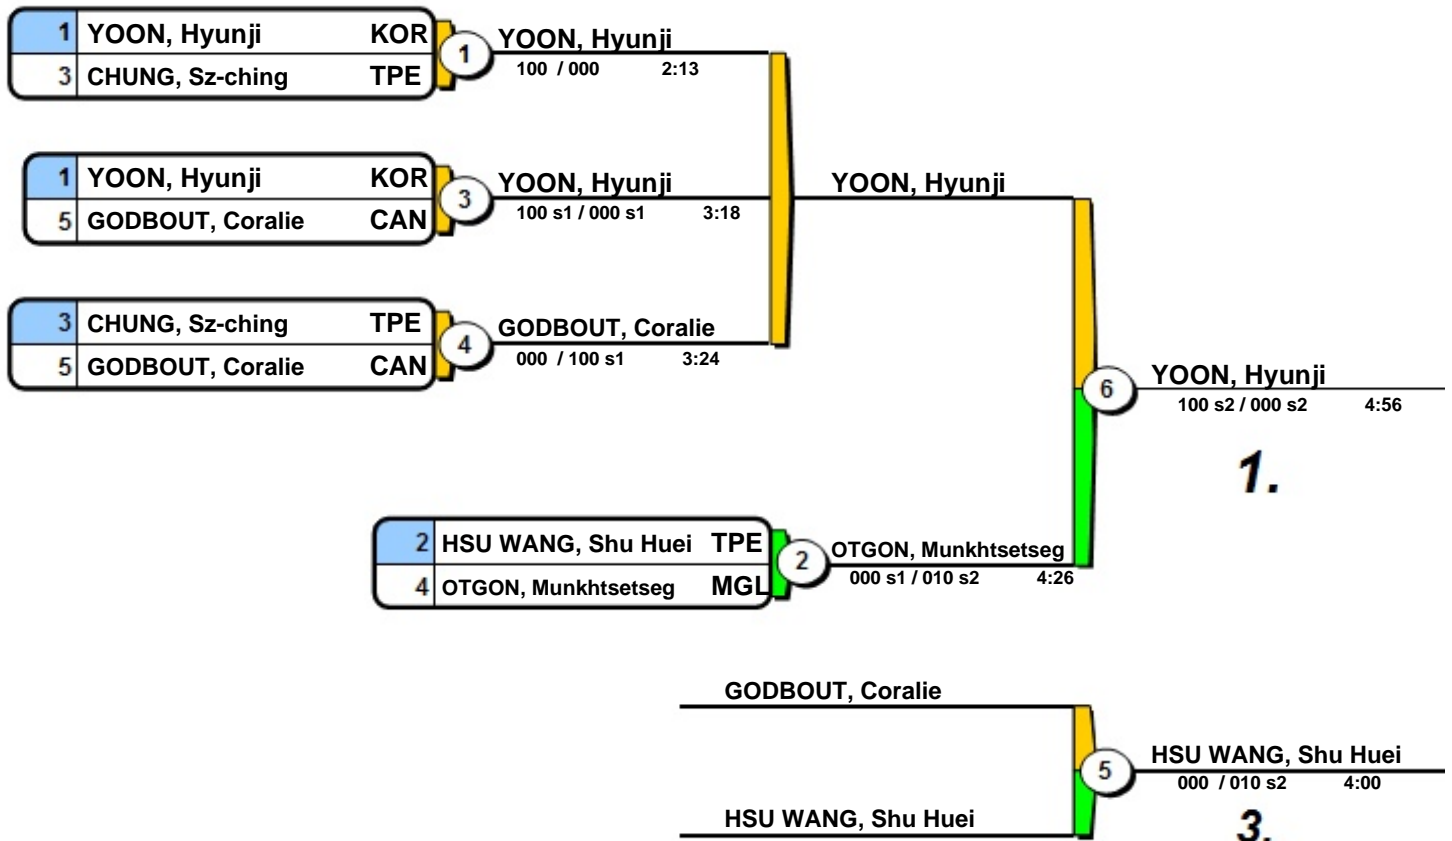 1 YOON, Hyunji KOR
3 CHUNG, Sz-ching TPE
1
YOON, Hyunji
100 / 000 2:13
1 YOON, Hyunji KOR
5 GODBOUT, Coralie CAN
3
YOON, Hyunji
100 s1 / 000 s1 3:18
YOON, Hyunji
3 CHUNG, Sz-ching TPE
5 GODBOUT, Coralie CAN
4
GODBOUT, Coralie
000 / 100 s1 3:24
6
YOON, Hyunji
100 s2 / 000 s2 4:56
1.
2 HSU WANG, Shu Huei TPE
4 OTGON, Munkhtsetseg MGL
2
OTGON, Munkhtsetseg
000 s1 / 010 s2 4:26
GODBOUT, Coralie
5
HSU WANG, Shu Huei
000 / 010 s2 4:00
HSU WANG, Shu Huei
3.